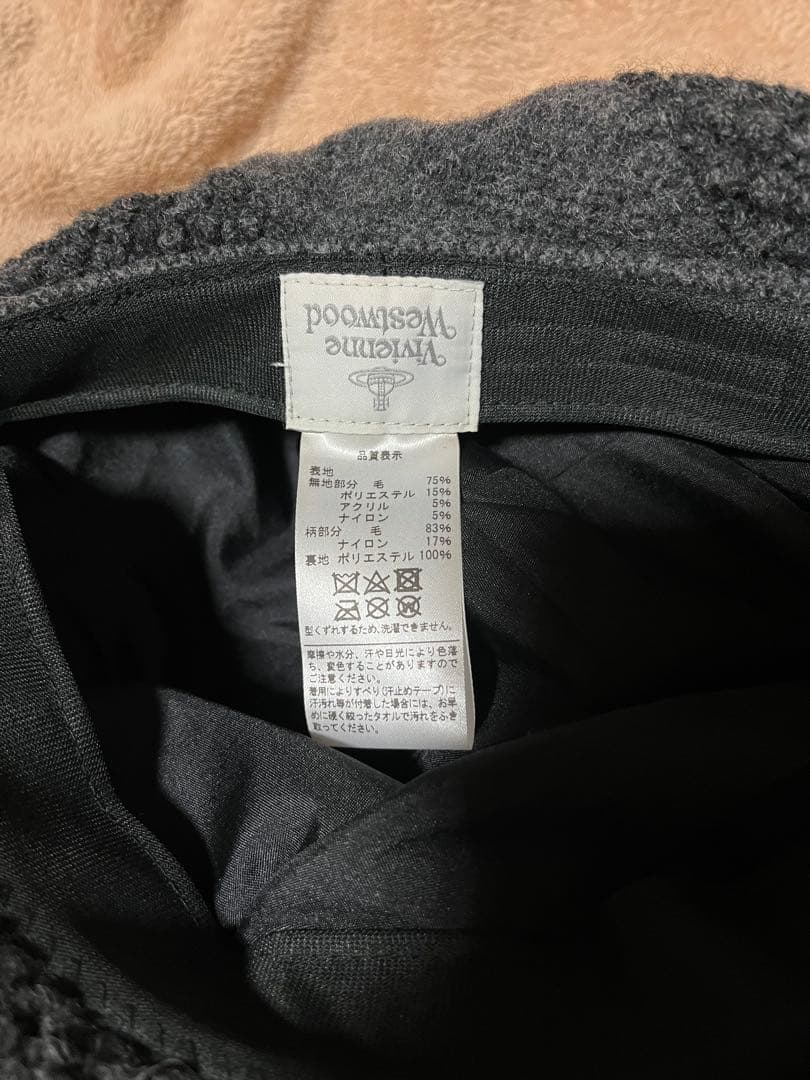 Vivienne
Westwood
品質表示
表地
無地部分 毛 75%
ポリエステル 15%
アクリル 5%
ナイロン 5%
柄部分 毛 83%
ナイロン 17%
裏地 ポリエステル 100%
型くずれするため、洗濯できません。
摩擦や水分、汗や日光により色落
ち、変色することがありますので
ご注意ください。
着用によりすべり(汗止めテープ)に
汗汚れ等が付着した場合には、お早
めに硬く絞ったタオルで汚れをふき
取ってください。